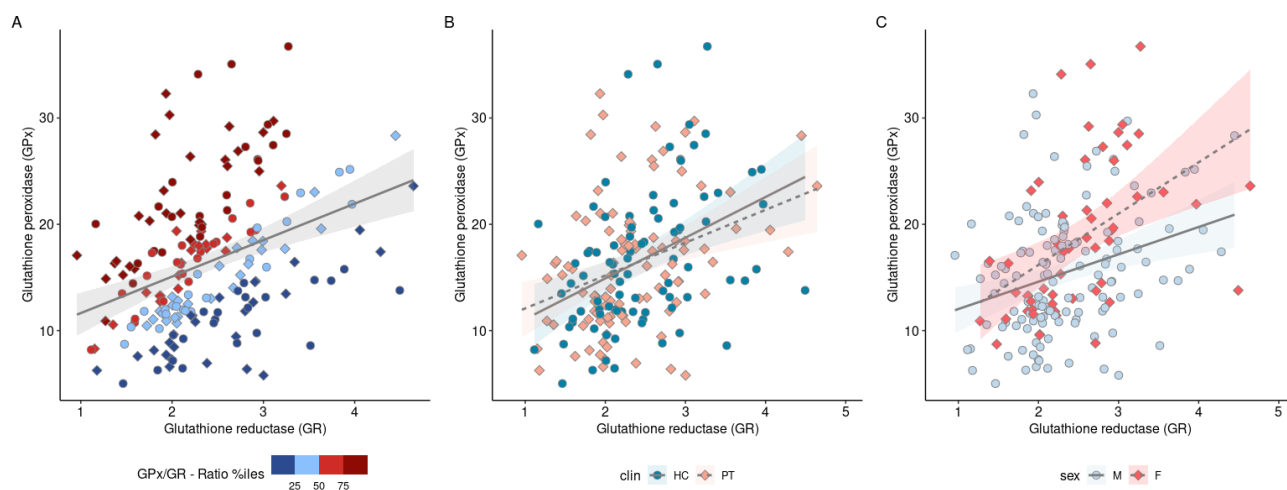 A
B
C
Glutathione peroxidase (GPx)
30
20
10
1
2
3
4
Glutathione reductase (GR)
Glutathione peroxidase (GPx)
30
20
10
1
2
3
4
5
Glutathione reductase (GR)
Glutathione peroxidase (GPx)
30
20
10
1
2
3
4
5
Glutathione reductase (GR)
GPx/GR - Ratio %iles
25
50
75
clin
HC
PT
sex
M
F